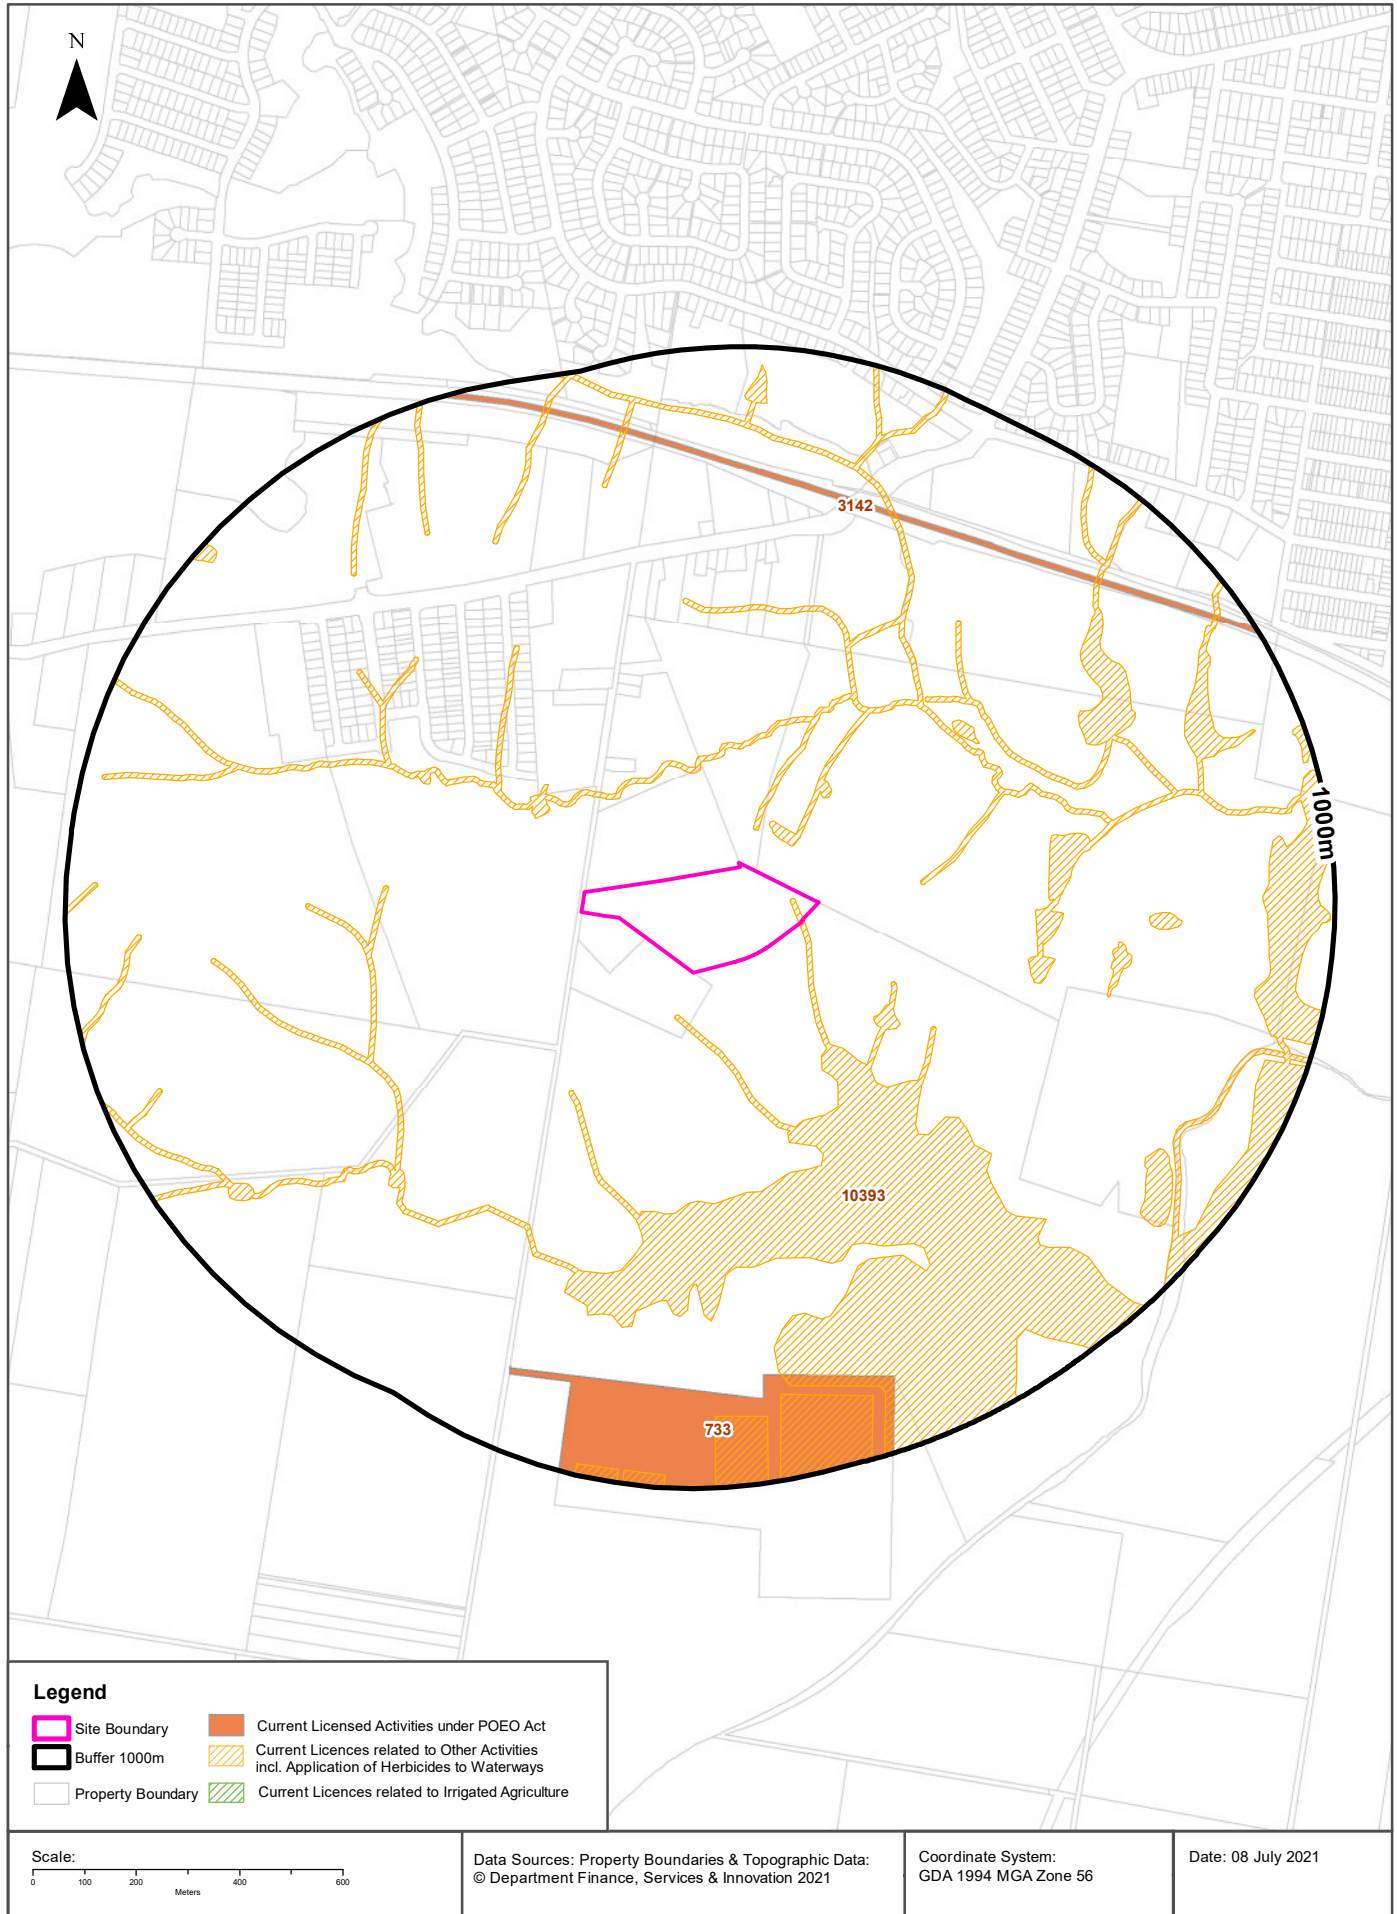 N
3142
1000m
10393
733
Legend
Site Boundary
Buffer 1000m
Property Boundary
Current Licensed Activities under POEO Act
Current Licences related to Other Activities
incl. Application of Herbicides to Waterways
Current Licences related to Irrigated Agriculture
Scale:
0 100 200 400 600
Meters
Data Sources: Property Boundaries & Topographic Data:
© Department Finance, Services & Innovation 2021
Coordinate System:
GDA 1994 MGA Zone 56
Date: 08 July 2021